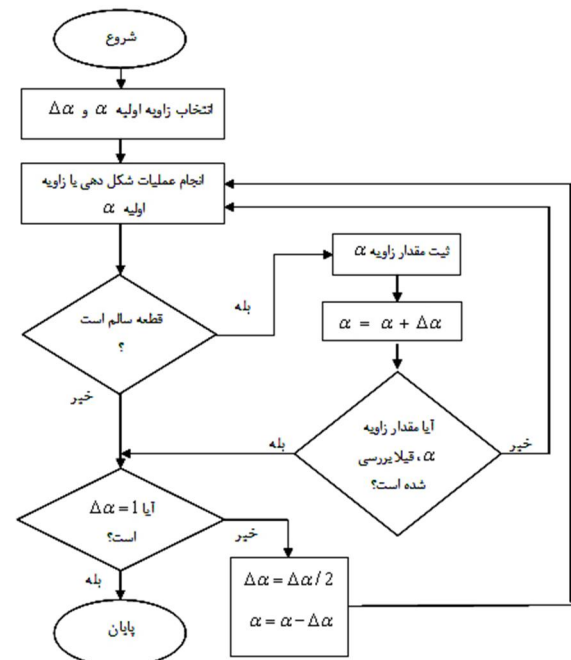 شروع
انتخاب زاویه اولیه α و Δα
انجام عملیات شکل دهی با زاویه
اولیه α
ثبت مقدار زاویه α
بله
قطعه سالم است
؟
α = α + Δα
خیر
آیا مقدار زاویه
α، قبلا بررسی
شده است؟
بله
خیر
آیا Δα=1
است؟
خیر
بله
Δα=Δα/2
α=α−Δα
پایان